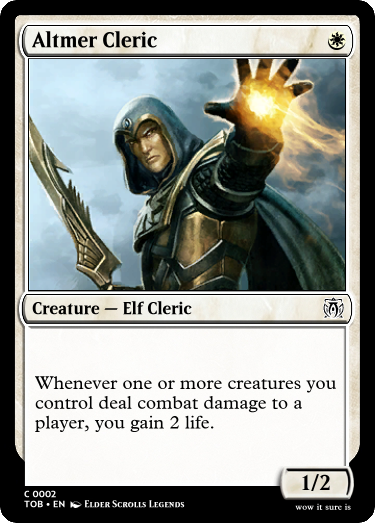 Altmer Cleric
Creature — Elf Cleric
Whenever one or more creatures you
control deal combat damage to a
player, you gain 2 life.
1/2
C 0002
TOB • EN Elder Scrolls Legends
wow it sure is